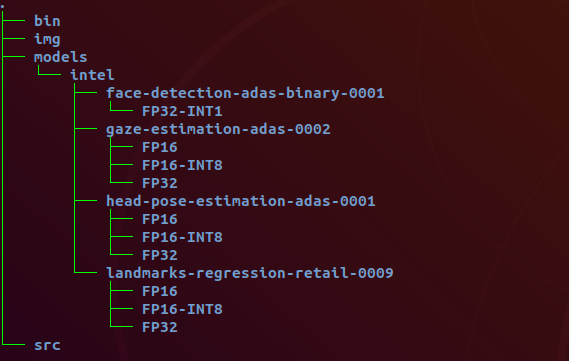 .
├── bin
├── img
├── models
│   └── intel
│       ├── face-detection-adas-binary-0001
│       │   └── FP32-INT1
│       ├── gaze-estimation-adas-0002
│       │   ├── FP16
│       │   ├── FP16-INT8
│       │   └── FP32
│       ├── head-pose-estimation-adas-0001
│       │   ├── FP16
│       │   ├── FP16-INT8
│       │   └── FP32
│       └── landmarks-regression-retail-0009
│           ├── FP16
│           ├── FP16-INT8
│           └── FP32
└── src